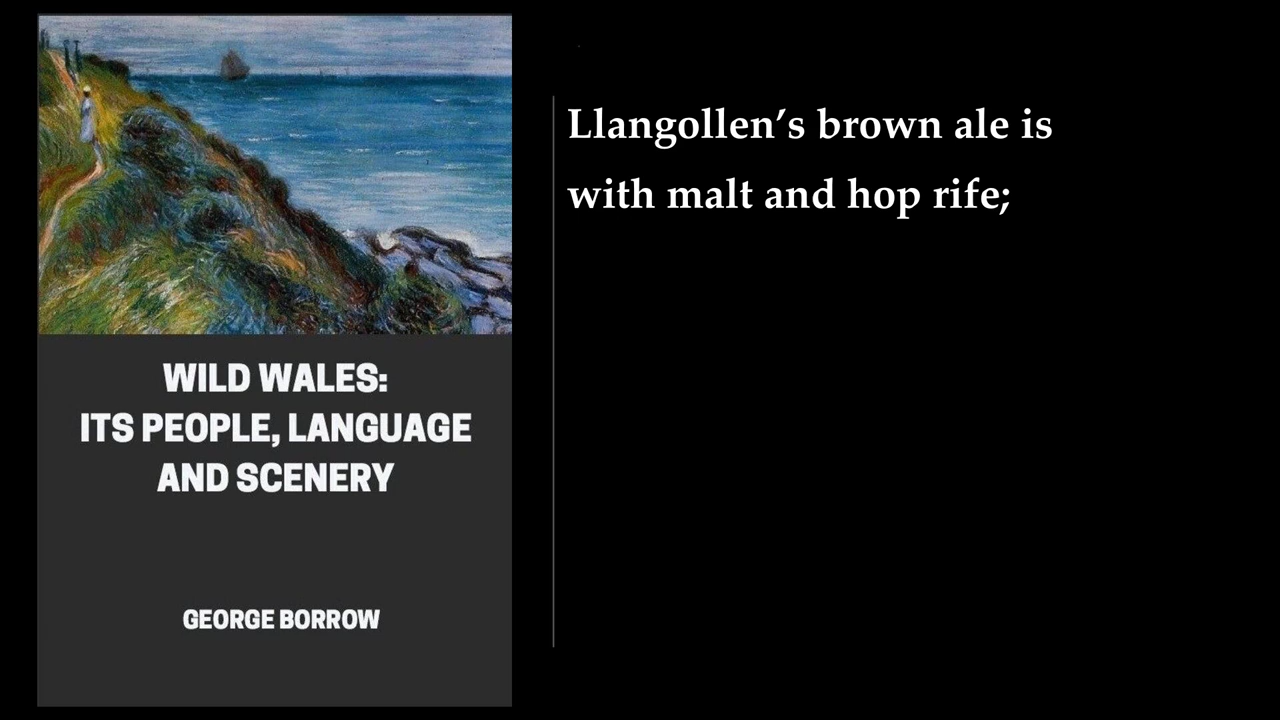 WILD WALES:
ITS PEOPLE, LANGUAGE
AND SCENERY
GEORGE BORROW
Llangollen’s brown ale is
with malt and hop rife;